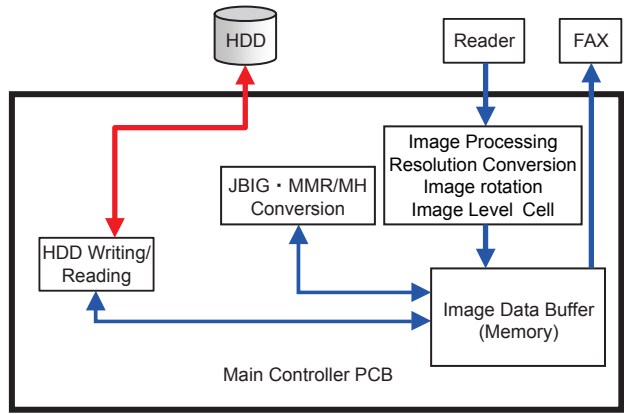 HDD
Reader
FAX
Image Processing
Resolution Conversion
Image rotation
Image Level Cell
JBIG・MMR/MH
Conversion
HDD Writing/
Reading
Image Data Buffer
(Memory)
Main Controller PCB